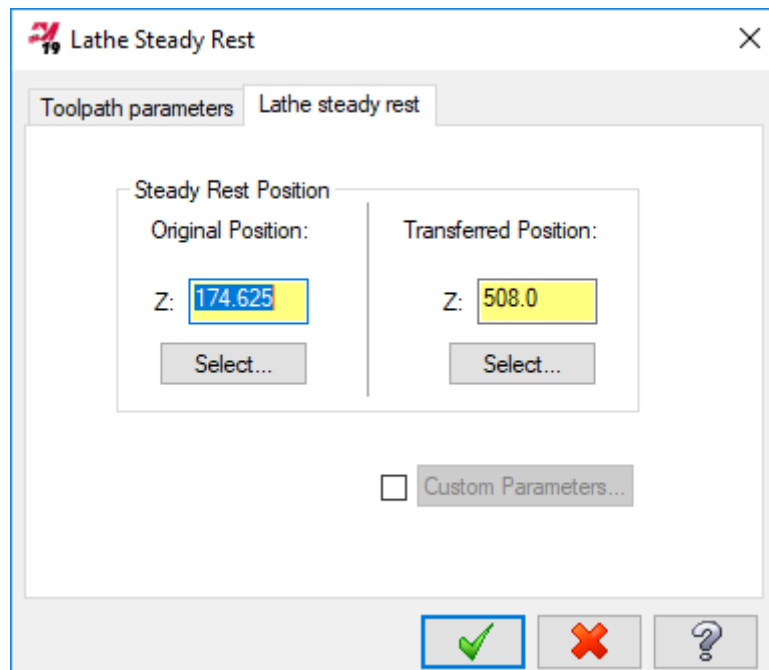 19 Lathe Steady Rest
Toolpath parameters Lathe steady rest
Steady Rest Position
Original Position: Transferred Position:
Z: 174.625 Z: 508.0
Select... Select...
Custom Parameters...